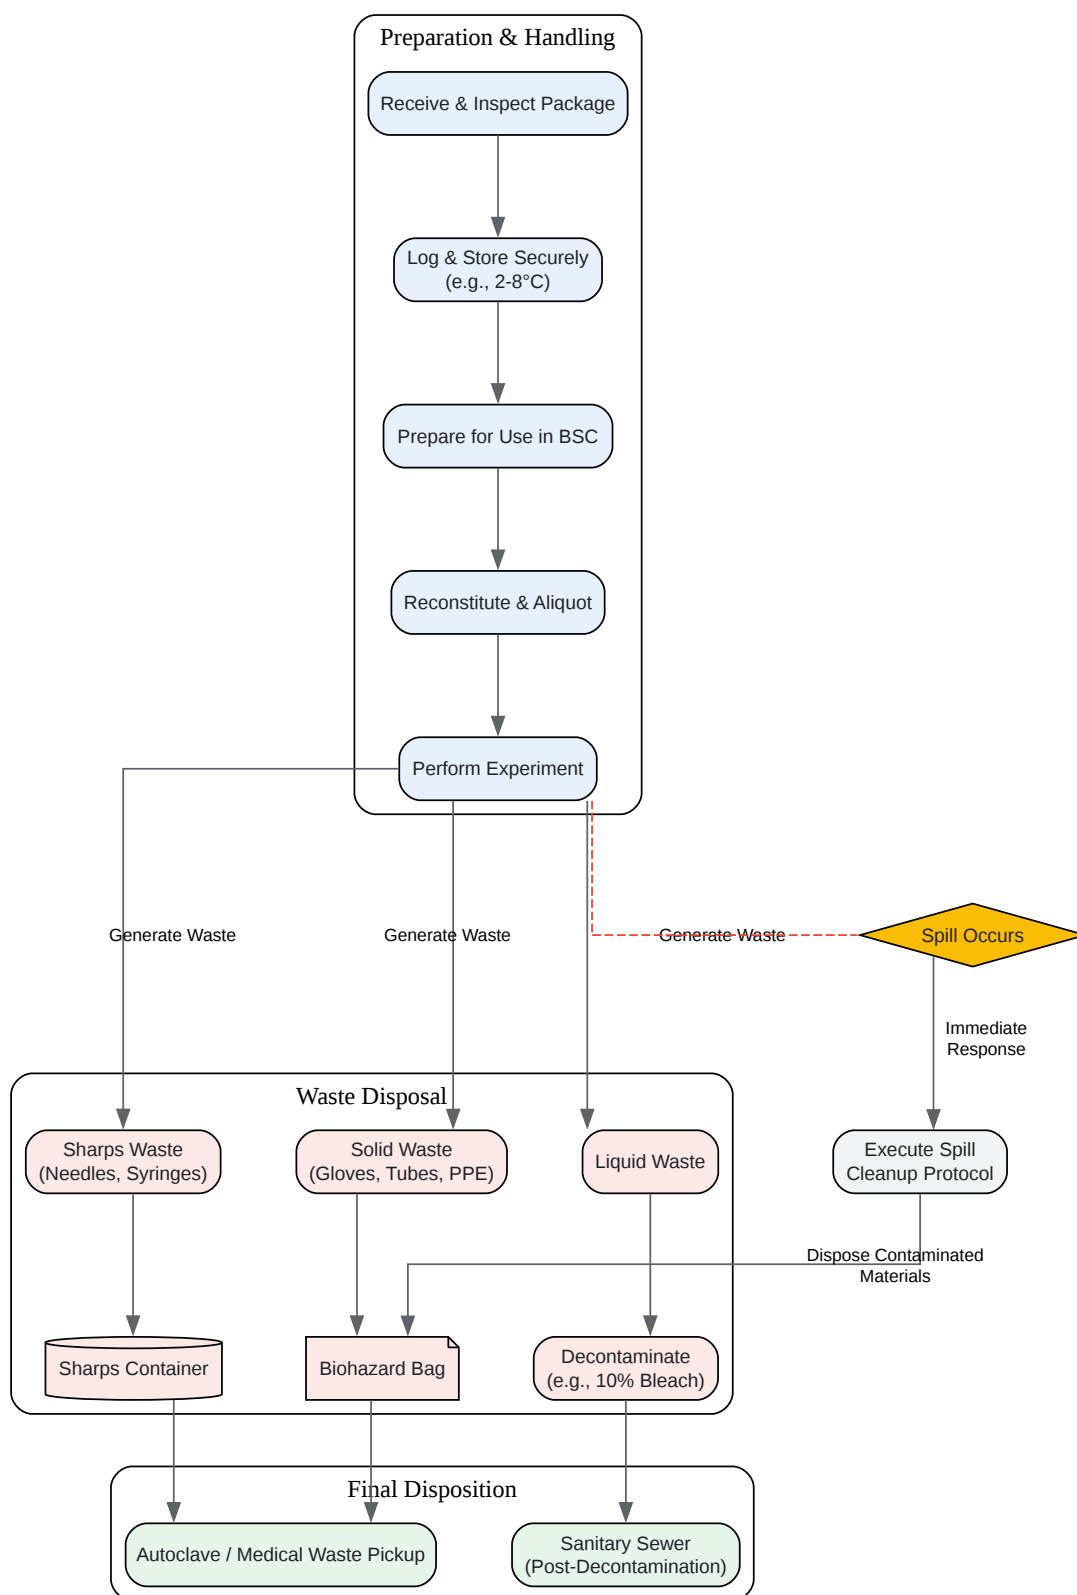 Preparation & Handling
Receive & Inspect Package
Log & Store Securely
(e.g., 2-8°C)
Prepare for Use in BSC
Reconstitute & Aliquot
Perform Experiment
Generate Waste
Generate Waste
Generate Waste
Spill Occurs
Immediate
Response
Waste Disposal
Sharps Waste
(Needles, Syringes)
Solid Waste
(Gloves, Tubes, PPE)
Liquid Waste
Execute Spill
Cleanup Protocol
Dispose Contaminated
Materials
Sharps Container
Biohazard Bag
Decontaminate
(e.g., 10% Bleach)
Final Disposition
Autoclave / Medical Waste Pickup
Sanitary Sewer
(Post-Decontamination)